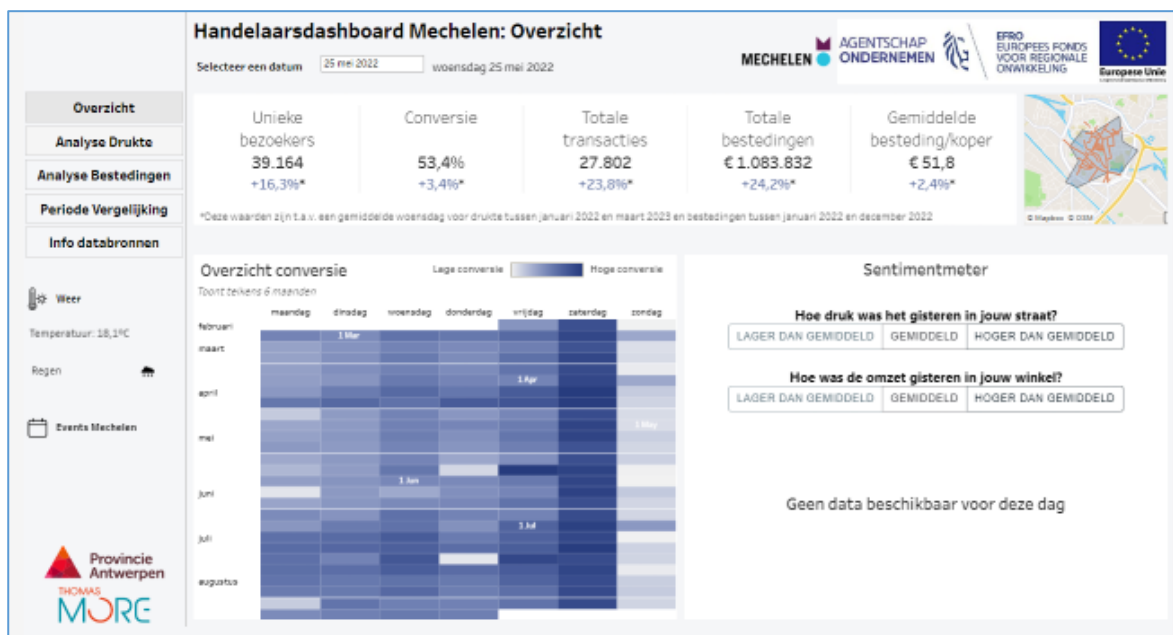 Handelaarsdashboard Mechelen: Overzicht
Selecteer een datum
25 mei 2022
woensdag 25 mei 2022
MECHELEN
AGENTSCHAP
ONDERNEMEN
EFRO
EUROPEES FONDS
VOOR REGIONALE
ONWIKKELING
Europese Unie
Overzicht
Analyse Drukte
Analyse Bestedingen
Periode Vergelijking
Info databronnen
Weer
Temperatuur: 18,1ºC
Regen
Events Mechelen
Provincie
Antwerpen
THOMAS
MORE
Unieke
bezoekers
39.164
+16,3%*
Conversie
53,4%
+3,4%*
Totale
transacties
27.802
+23,8%*
Totale
bestedingen
€ 1.083.832
+24,2%*
Gemiddelde
besteding/koper
€ 51,8
+2,4%*
*Deze waarden zijn t.a.v. een gemiddelde woensdag voor drukte tussen januari 2022 en maart 2023 en bestedingen tussen januari 2022 en december 2022
© Mapbox © OSM
Overzicht conversie
Lage conversie
Hoge conversie
Toont telkens 6 maanden
maandag dinsdag woensdag donderdag vrijdag zaterdag zondag
februari
1 Mar
maart
1 Apr
april
1 May
mei
1 Jun
juni
1 Jul
juli
augustus
Sentimentmeter
Hoe druk was het gisteren in jouw straat?
LAGER DAN GEMIDDELD GEMIDDELD HOGER DAN GEMIDDELD
Hoe was de omzet gisteren in jouw winkel?
LAGER DAN GEMIDDELD GEMIDDELD HOGER DAN GEMIDDELD
Geen data beschikbaar voor deze dag